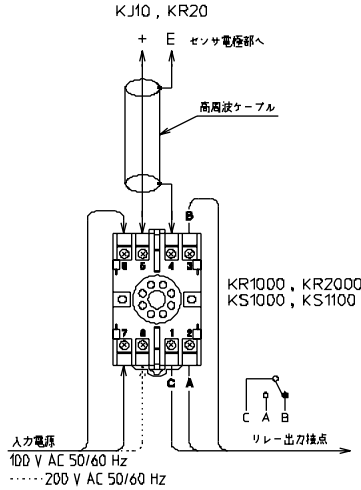 KJ10 , KR20
+ E センサ電極部へ
高周波ケーブル
B
6 5 4 3
KR1000 , KR2000
KS1000 , KS1100
7 8 1 2
C A
C A B
入力電源
リレー出力接点
100 V AC 50/60 Hz
200 V AC 50/60 Hz